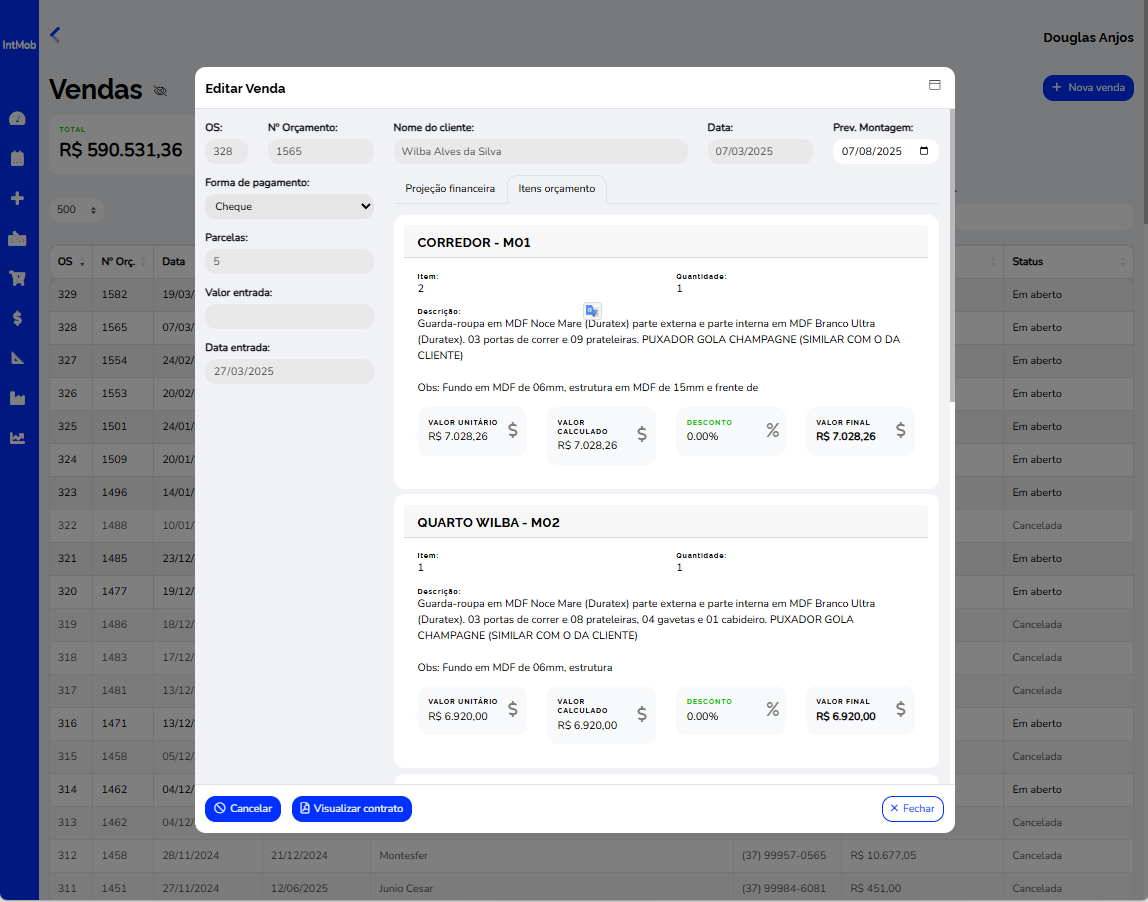 IntMob
Douglas Anjos
Vendas
+ Nova venda
TOTAL
R$ 590.531,36
500
OS Nº Orç. Data Status
329 1582 19/03/ Em aberto
328 1565 07/03/ Em aberto
327 1554 24/02/ Em aberto
326 1553 20/02/ Em aberto
325 1501 24/01/ Em aberto
324 1509 20/01/ Em aberto
323 1496 14/01/ Em aberto
322 1488 10/01/ Cancelada
321 1485 23/12/ Em aberto
320 1477 19/12/ Em aberto
319 1486 18/12/ Cancelada
318 1483 17/12/ Cancelada
317 1481 13/12/ Cancelada
316 1471 13/12/ Em aberto
315 1458 05/12/ Cancelada
314 1462 04/12/ Em aberto
313 1462 04/12/ Cancelada
312 1458 28/11/2024 21/12/2024 Montesfer (37) 99957-0565 R$ 10.677,05 Cancelada
311 1451 27/11/2024 12/06/2025 Junio Cesar (37) 99984-6081 R$ 451,00 Cancelada
Editar Venda
OS: Nº Orçamento: Nome do cliente: Data: Prev. Montagem:
328 1565 Wilba Alves da Silva 07/03/2025 07/08/2025
Forma de pagamento:
Cheque
Parcelas:
5
Valor entrada:
Data entrada:
27/03/2025
Projeção financeira Itens orçamento
CORREDOR - M01
Item: Quantidade:
2 1
Descrição:
Guarda-roupa em MDF Noce Mare (Duratex) parte externa e parte interna em MDF Branco Ultra
(Duratex). 03 portas de correr e 09 prateleiras. PUXADOR GOLA CHAMPAGNE (SIMILAR COM O DA
CLIENTE)
Obs: Fundo em MDF de 06mm, estrutura em MDF de 15mm e frente de
VALOR UNITÁRIO
R$ 7.028,26
$
VALOR
CALCULADO
R$ 7.028,26
$
DESCONTO
0.00%
%
VALOR FINAL
R$ 7.028,26
$
QUARTO WILBA - M02
Item: Quantidade:
1 1
Descrição:
Guarda-roupa em MDF Noce Mare (Duratex) parte externa e parte interna em MDF Branco Ultra
(Duratex). 03 portas de correr e 08 prateleiras, 04 gavetas e 01 cabideiro. PUXADOR GOLA
CHAMPAGNE (SIMILAR COM O DA CLIENTE)
Obs: Fundo em MDF de 06mm, estrutura
VALOR UNITÁRIO
R$ 6.920,00
$
VALOR
CALCULADO
R$ 6.920,00
$
DESCONTO
0.00%
%
VALOR FINAL
R$ 6.920,00
$
Cancelar
Visualizar contrato
Fechar